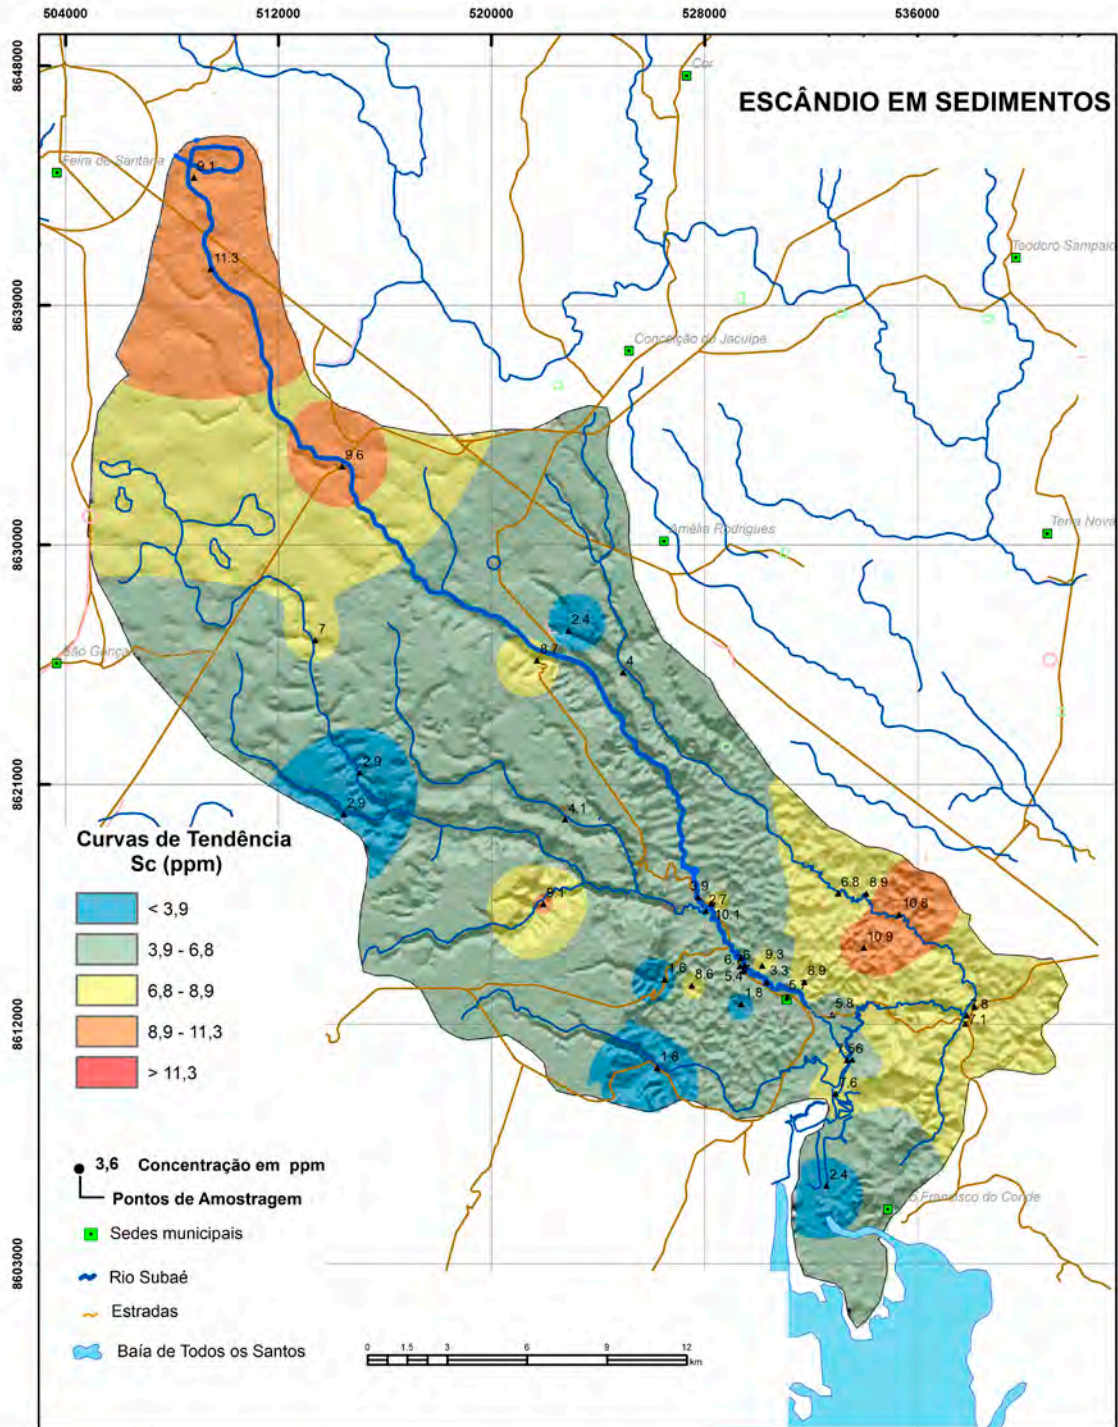 504000 512000 520000 528000 536000
8648000
Cor
ESCÂNDIO EM SEDIMENTOS
Feira de Santana
9.1
Teodoro Sampaio
11.3
8639000
Conceição do Jacuípe
9.6
Amélia Rodrigues
Terra Nova
8630000
2.4
7
8.7
4
São Gonçalo
2.9
8621000
2.9
4.1
Curvas de Tendência
Sc (ppm)
< 3,9
3,9 - 6,8
6,8 - 8,9
8,9 - 11,3
> 11,3
6.8 8.9
3.9
2.7
9.1
10.1
10.8
10.9
6
9.3
5.4
3.3
8.9
1.6
8.6
1.8
5.8
8
7.1
8612000
1.6
7.6
3,6 Concentração em ppm
Pontos de Amostragem
2.4
S.Francisco do Conde
Sedes municipais
8603000
Rio Subaé
Estradas
Baía de Todos os Santos
0 1.5 3 6 9 12
km